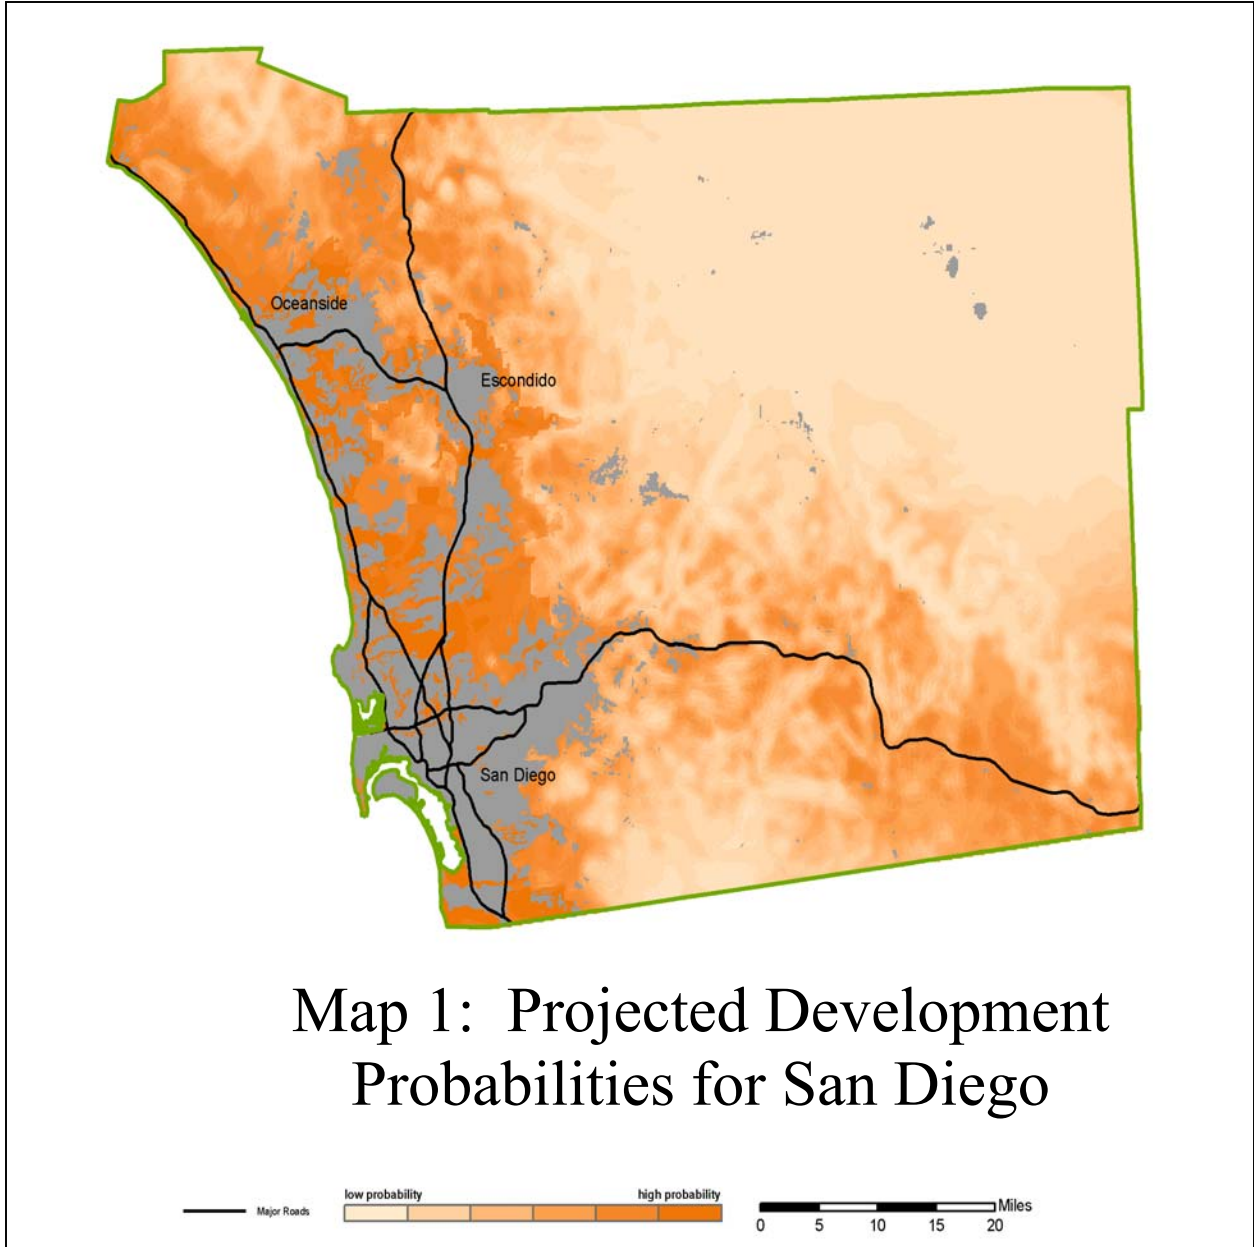 Oceanside
Escondido
San Diego
Map 1: Projected Development
Probabilities for San Diego
Major Roads
low probability high probability
Miles
0 5 10 15 20